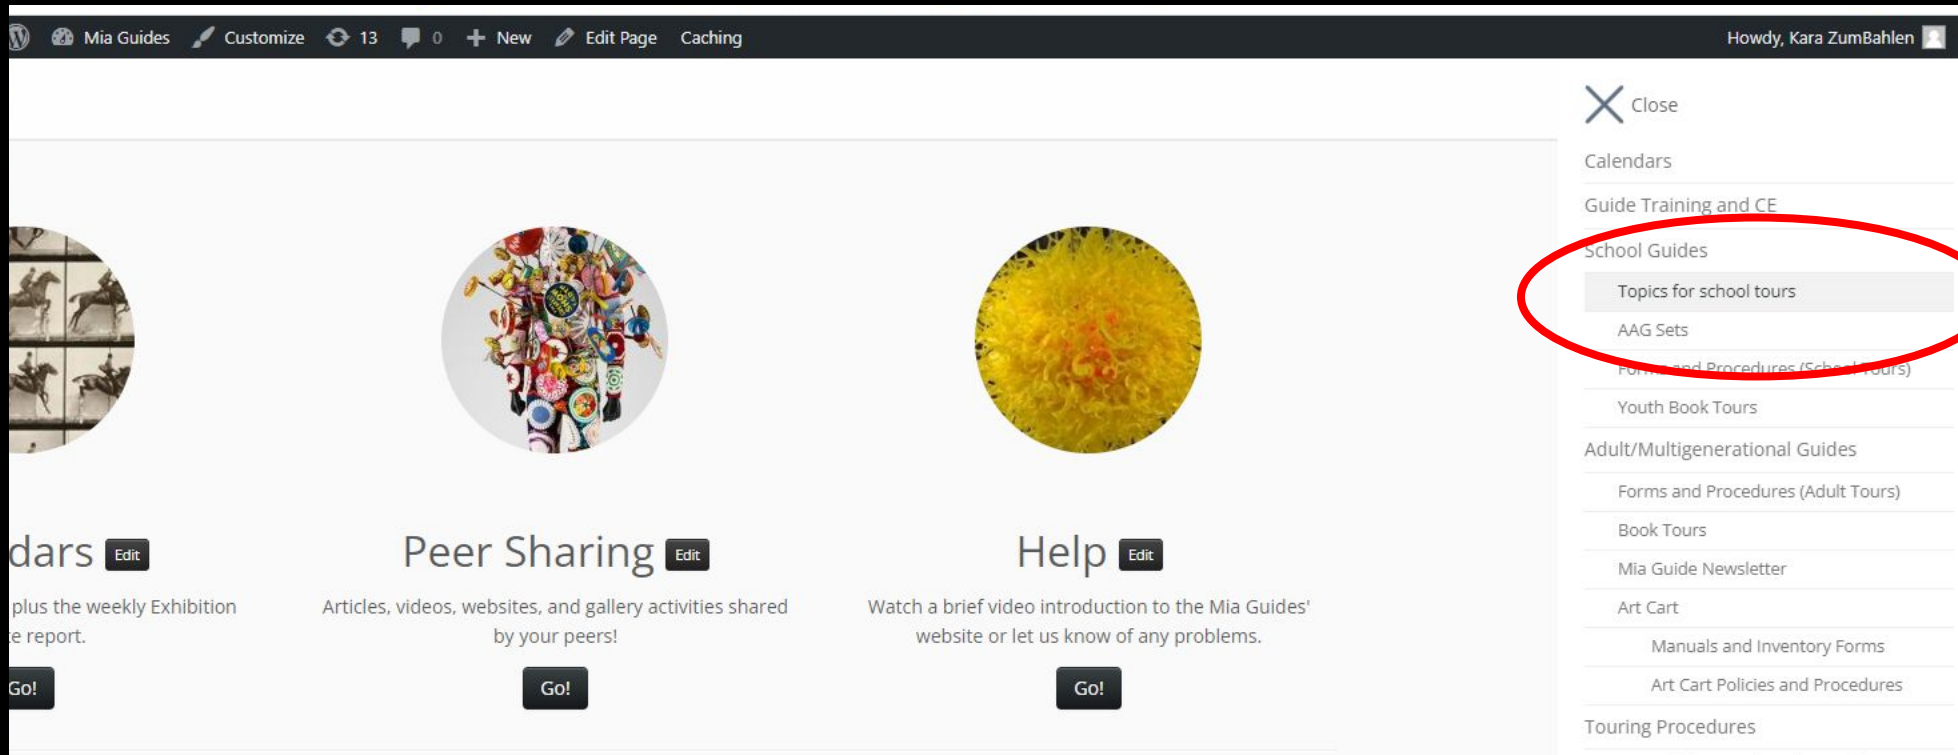 Mia Guides Customize 13 0 New Edit Page Caching Howdy, Kara ZumBahlen
Close
Calendars
Guide Training and CE
School Guides
Topics for school tours
AAG Sets
Forms and Procedures (School Tours)
Youth Book Tours
Adult/Multigenerational Guides
Forms and Procedures (Adult Tours)
Book Tours
Mia Guide Newsletter
Art Cart
Manuals and Inventory Forms
Art Cart Policies and Procedures
Touring Procedures
dars Edit
plus the weekly Exhibition
e report.
Go!
Peer Sharing Edit
Articles, videos, websites, and gallery activities shared
by your peers!
Go!
Help Edit
Watch a brief video introduction to the Mia Guides'
website or let us know of any problems.
Go!